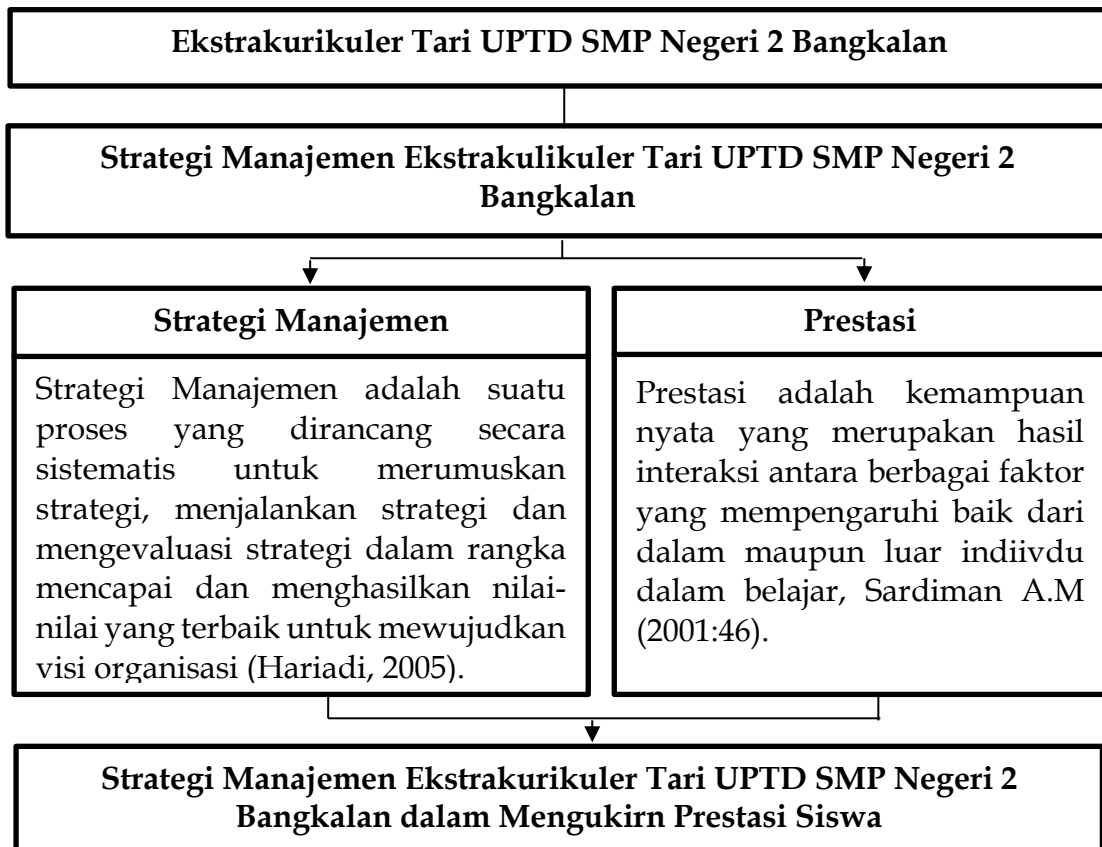 Ekstrakurikuler Tari UPTD SMP Negeri 2 Bangkalan
Strategi Manajemen Ekstrakulikuler Tari UPTD SMP Negeri 2
Bangkalan
Strategi Manajemen
Strategi Manajemen adalah suatu
proses yang dirancang secara
sistematis untuk merumuskan
strategi, menjalankan strategi dan
mengevaluasi strategi dalam rangka
mencapai dan menghasilkan nilai-
nilai yang terbaik untuk mewujudkan
visi organisasi (Hariadi, 2005).
Prestasi
Prestasi adalah kemampuan
nyata yang merupakan hasil
interaksi antara berbagai faktor
yang mempengaruhi baik dari
dalam maupun luar indiivdu
dalam belajar, Sardiman A.M
(2001:46).
Strategi Manajemen Ekstrakurikuler Tari UPTD SMP Negeri 2
Bangkalan dalam Mengukirn Prestasi Siswa